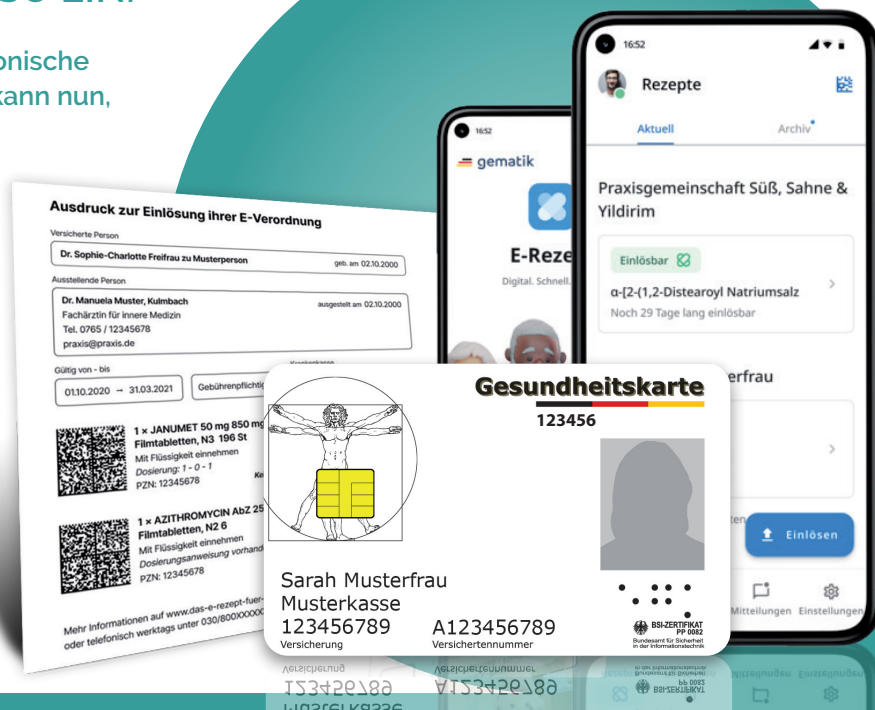 onische
kann nun,
Ausdruck zur Einlösung ihrer E-Verordnung
Versicherte Person
Dr. Sophie-Charlotte Freifrau zu Musterperson
geb. am 02.10.2000
Ausstellende Person
Dr. Manuela Muster, Kulmbach
ausgestellt am 02.10.2000
Fachärztin für innere Medizin
Tel. 0765 / 12345678
praxis@praxis.de
Gültig von - bis
Krankenkasse
01.10.2020 → 31.03.2021
Gebührenpflichtig
1 x JANUMET 50 mg 850 mg
Filmtabletten, N3 196 St
Mit Flüssigkeit einnehmen
Dosierung: 1 - 0 - 1
PZN: 12345678
1 x AZITHROMYCIN AbZ 25
Filmtabletten, N2 6
Mit Flüssigkeit einnehmen
Dosierungsanweisung vorhand
PZN: 12345678
Mehr Informationen auf www.das-e-rezept-fuer-
oder telefonisch werktags unter 030/800XXXXX
16:52
gematik
E-Reze
Digital. Schnell.
16:52
Rezepte
Aktuell
Archiv
Praxisgemeinschaft Süß, Sahne &
Yildirim
Einlösbar
α-[2-(1,2-Distearoyl Natriumsalz
Noch 29 Tage lang einlösbar
erfrau
Einlösen
Mitteilungen
Einstellungen
Gesundheitskarte
123456
Sarah Musterfrau
Musterkasse
123456789
A123456789
Versicherung
Versichertennummer
BSI-ZERTIFIKAT
PP 0082
Bundesamt für Sicherheit
in der Informationstechnik